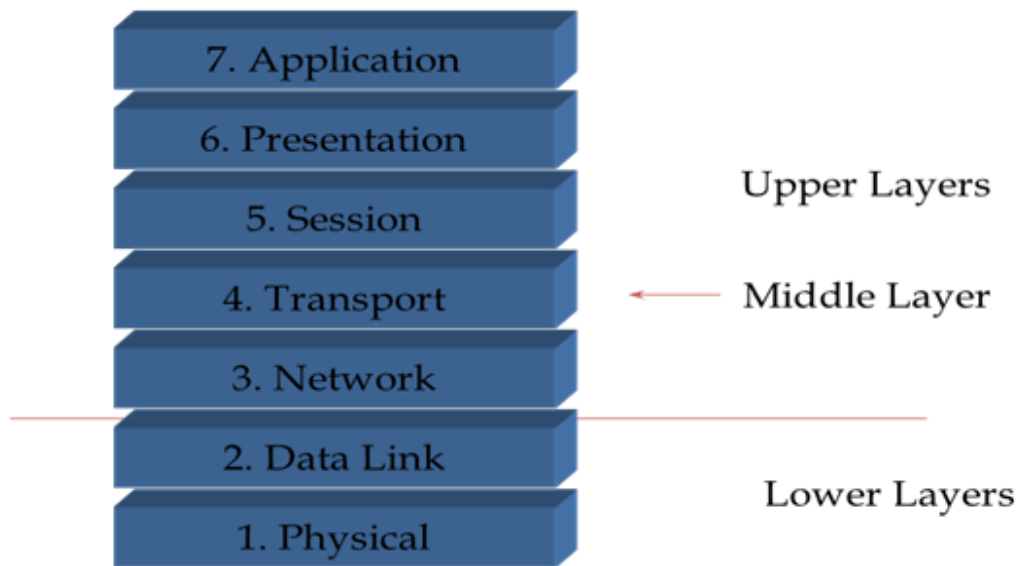 7. Application
6. Presentation
Upper Layers
5. Session
4. Transport
Middle Layer
3. Network
2. Data Link
Lower Layers
1. Physical